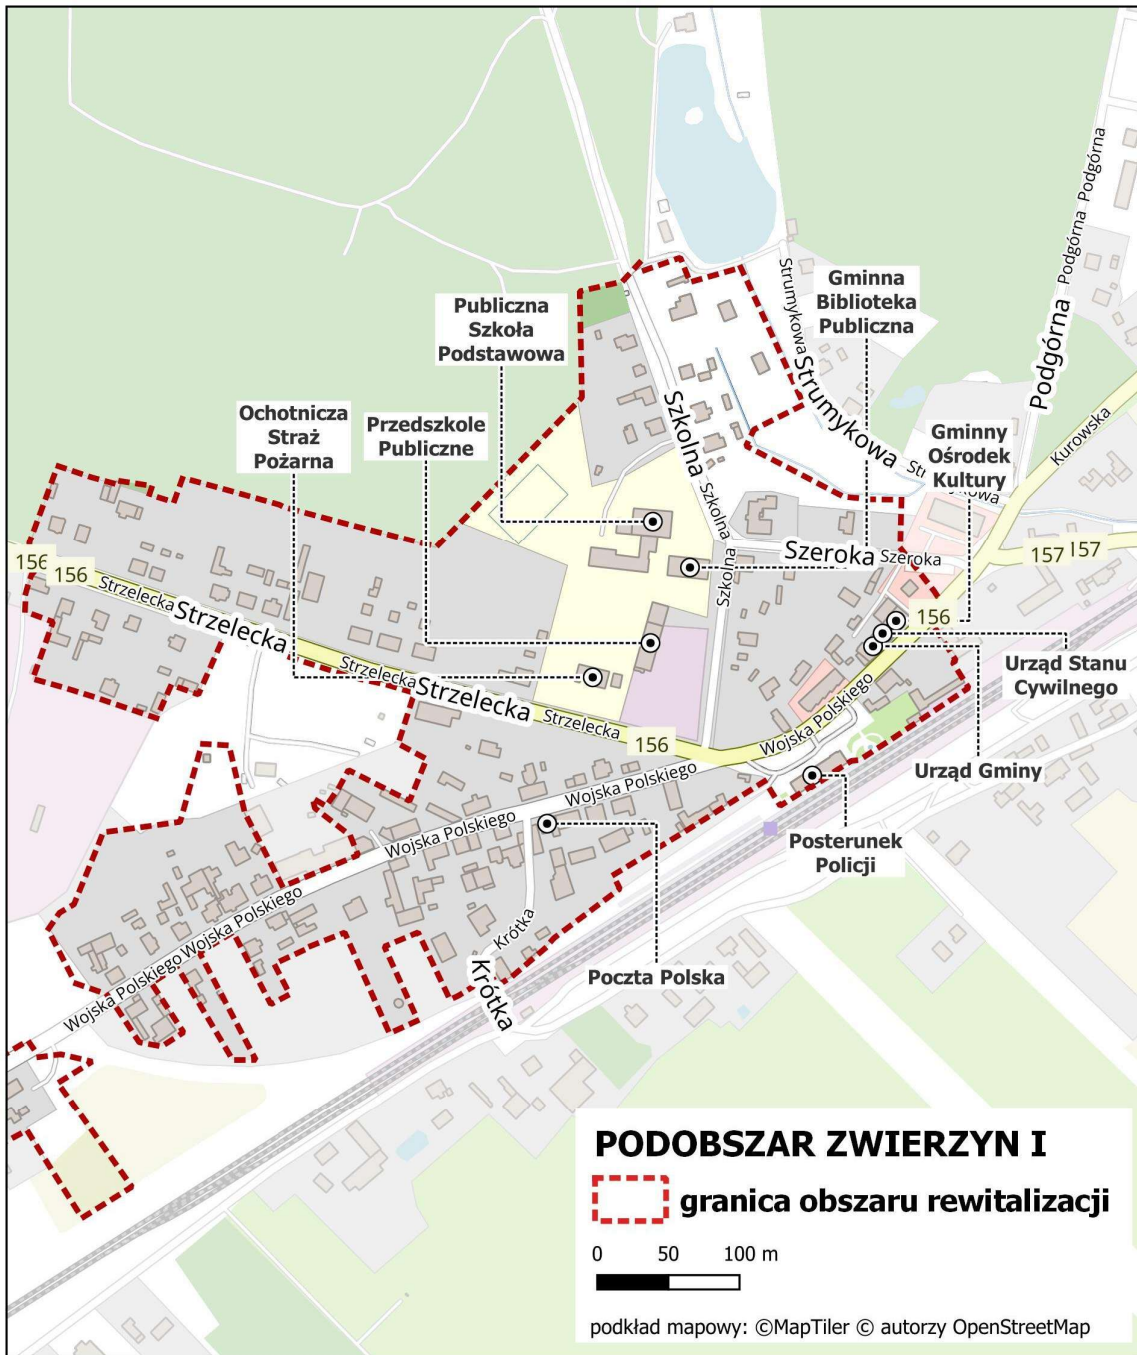 Podgórna
Podgórna
Podgórna
Strumykowa
Gminna
Biblioteka
Publiczna
Publiczna
Szkoła
Podstawowa
Strumykowa
Kurowska
Szkolna
Ochotnicza
Straż
Pożarna
Przedszkole
Publiczne
Gminny
Ośrodek
Kultury
Szkolna
Szkolna
Szeroka
Szeroka
157
157
156
156
Strzelecka
Strzelecka
Strzelecka
Strzelecka
Strzelecka
156
156
Urząd Stanu
Cywilnego
Wojska Polskiego
Urząd Gminy
Wojska Polskiego
Wojska Polskiego
Posterunek
Policji
Wojska Polskiego
Wojska Polskiego
Krótka
Krótka
Poczta Polska
PODOBSZAR ZWIERZYN I
granica obszaru rewitalizacji
0 50 100 m
podkład mapowy: ©MapTiler © autorzy OpenStreetMap